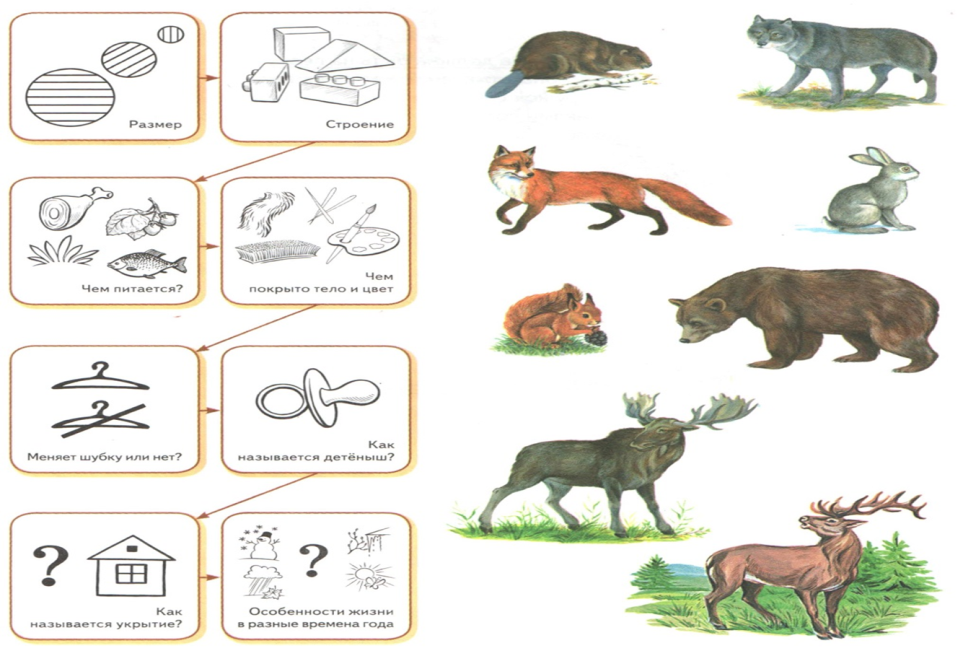 Размер
Строение
Чем питается?
Чем
покрыто тело и цвет
Меняет шубку или нет?
Как
называется детёныш?
?
Как
называется укрытие?
?
Особенности жизни
в разные времена года